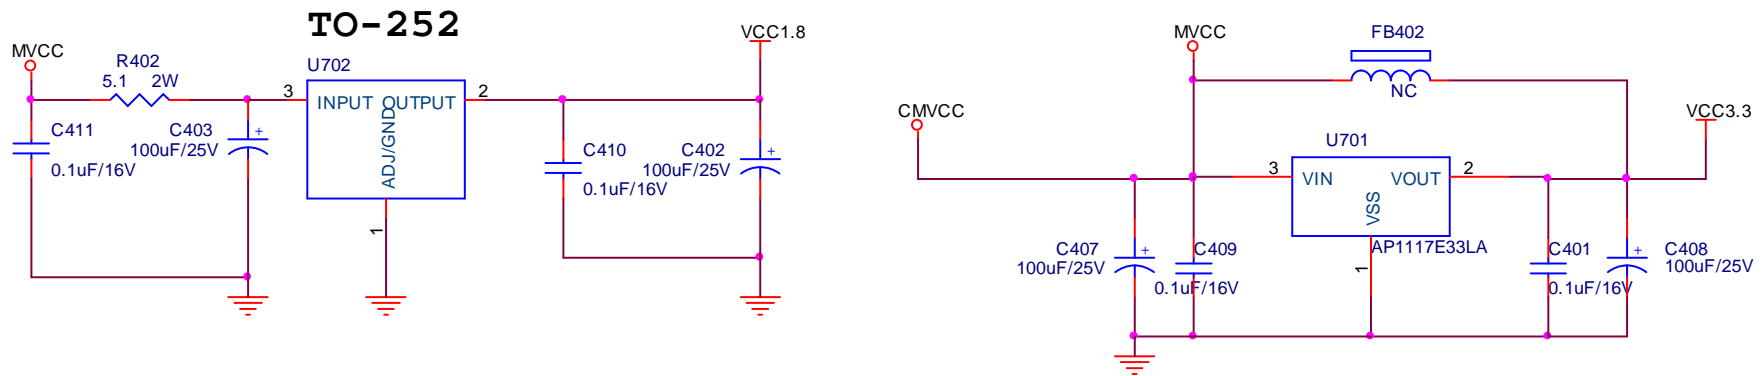 TO-252
MVCC
R402
5.1 2W
U702
VCC1.8
3
INPUT OUTPUT
2
ADJ/GND
1
C411
0.1uF/16V
C403
100uF/25V
+
C410
0.1uF/16V
C402
100uF/25V
+
MVCC
FB402
NC
CMVCC
VCC3.3
U701
3
VIN VOUT
2
VSS
1
AP1117E33LA
C407
100uF/25V
+
C409
0.1uF/16V
C401
0.1uF/16V
+
C408
100uF/25V